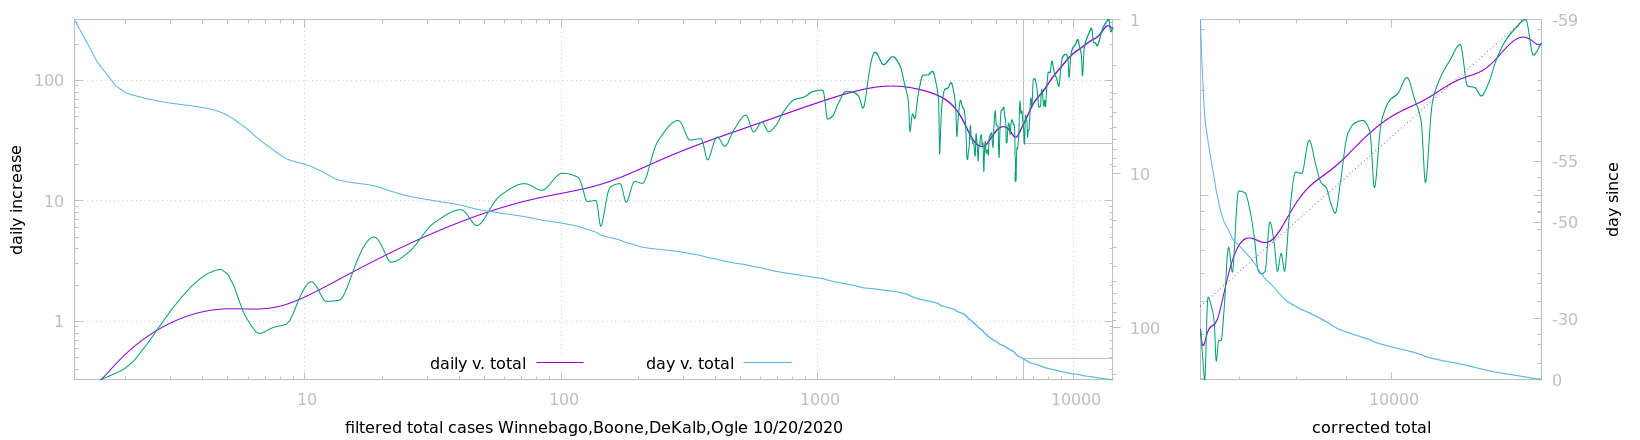 daily increase
100
10
1
daily v. total
day v. total
1
10
100
10
100
1000
10000
filtered total cases Winnebago,Boone,DeKalb,Ogle 10/20/2020
-59
-55
-50
-30
0
day since
10000
corrected total